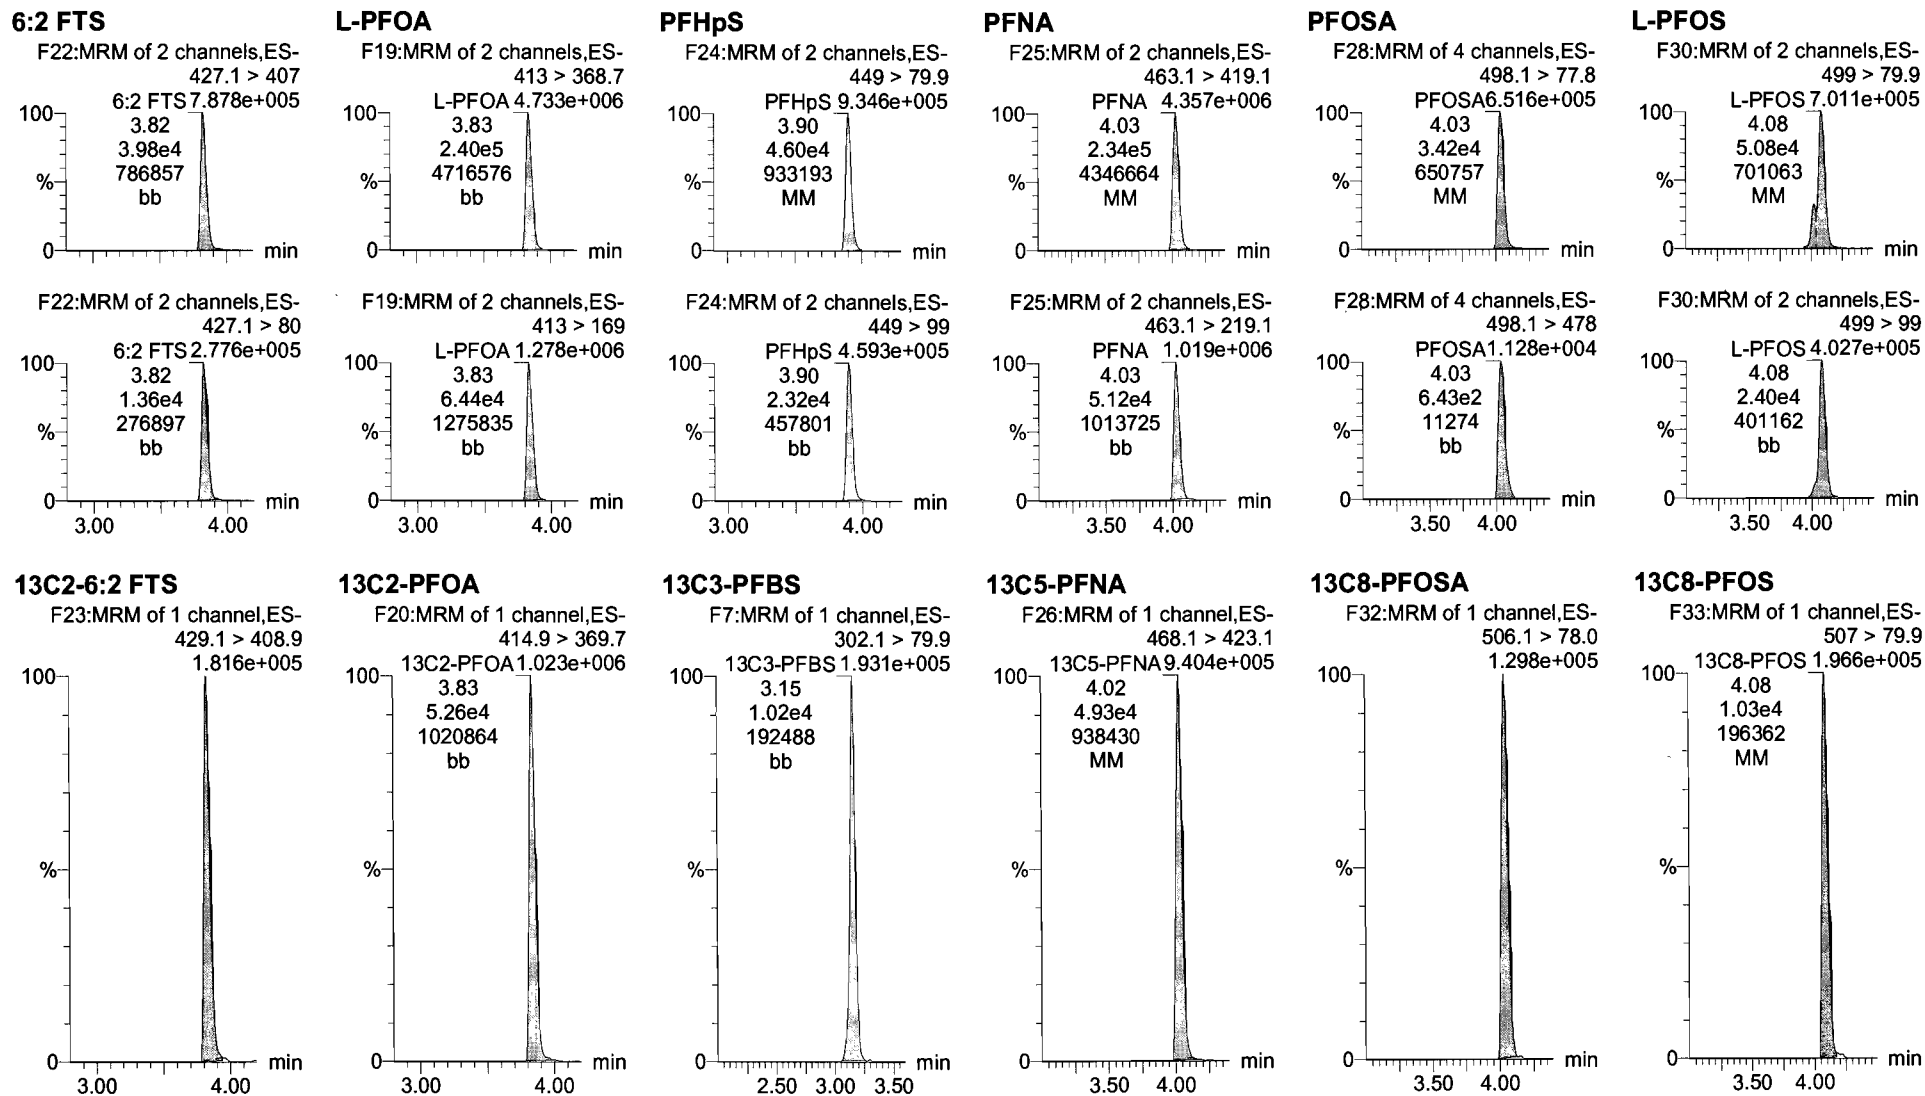 6:2 FTS
F22:MRM of 2 channels,ES-
427.1 > 407
6:2 FTS 7.878e+005
100
3.82
3.98e4
786857
bb
%
0
min
L-PFOA
F19:MRM of 2 channels,ES-
413 > 368.7
L-PFOA 4.733e+006
100
3.83
2.40e5
4716576
bb
%
0
min
PFHpS
F24:MRM of 2 channels,ES-
449 > 79.9
PFHpS 9.346e+005
100
3.90
4.60e4
933193
MM
%
0
min
PFNA
F25:MRM of 2 channels,ES-
463.1 > 419.1
PFNA 4.357e+006
100
4.03
2.34e5
4346664
MM
%
0
min
PFOSA
F28:MRM of 4 channels,ES-
498.1 > 77.8
PFOSA6.516e+005
100
4.03
3.42e4
650757
MM
%
0
min
L-PFOS
F30:MRM of 2 channels,ES-
499 > 79.9
L-PFOS 7.011e+005
100
4.08
5.08e4
701063
MM
%
0
min
F22:MRM of 2 channels,ES-
427.1 > 80
6:2 FTS 2.776e+005
100
3.82
1.36e4
276897
bb
%
0
min
3.00 4.00
F19:MRM of 2 channels,ES-
413 > 169
L-PFOA 1.278e+006
100
3.83
6.44e4
1275835
bb
%
0
min
3.00 4.00
F24:MRM of 2 channels,ES-
449 > 99
PFHpS 4.593e+005
100
3.90
2.32e4
457801
bb
%
0
min
3.00 4.00
F25:MRM of 2 channels,ES-
463.1 > 219.1
PFNA 1.019e+006
100
4.03
5.12e4
1013725
bb
%
0
min
3.50 4.00
F28:MRM of 4 channels,ES-
498.1 > 478
PFOSA1.128e+004
100
4.03
6.43e2
11274
bb
%
0
min
3.50 4.00
F30:MRM of 2 channels,ES-
499 > 99
L-PFOS 4.027e+005
100
4.08
2.40e4
401162
bb
%
0
min
3.50 4.00
13C2-6:2 FTS
F23:MRM of 1 channel,ES-
429.1 > 408.9
1.816e+005
100
%
0
min
3.00 4.00
13C2-PFOA
F20:MRM of 1 channel,ES-
414.9 > 369.7
13C2-PFOA 1.023e+006
100
3.83
5.26e4
1020864
bb
%
0
min
3.00 4.00
13C3-PFBS
F7:MRM of 1 channel,ES-
302.1 > 79.9
13C3-PFBS 1.931e+005
100
3.15
1.02e4
192488
bb
%
0
min
2.50 3.00 3.50
13C5-PFNA
F26:MRM of 1 channel,ES-
468.1 > 423.1
13C5-PFNA 9.404e+005
100
4.02
4.93e4
938430
MM
%
0
min
3.50 4.00
13C8-PFOSA
F32:MRM of 1 channel,ES-
506.1 > 78.0
1.298e+005
100
%
0
min
3.50 4.00
13C8-PFOS
F33:MRM of 1 channel,ES-
507 > 79.9
13C8-PFOS 1.966e+005
100
4.08
1.03e4
196362
MM
%
0
min
3.50 4.00